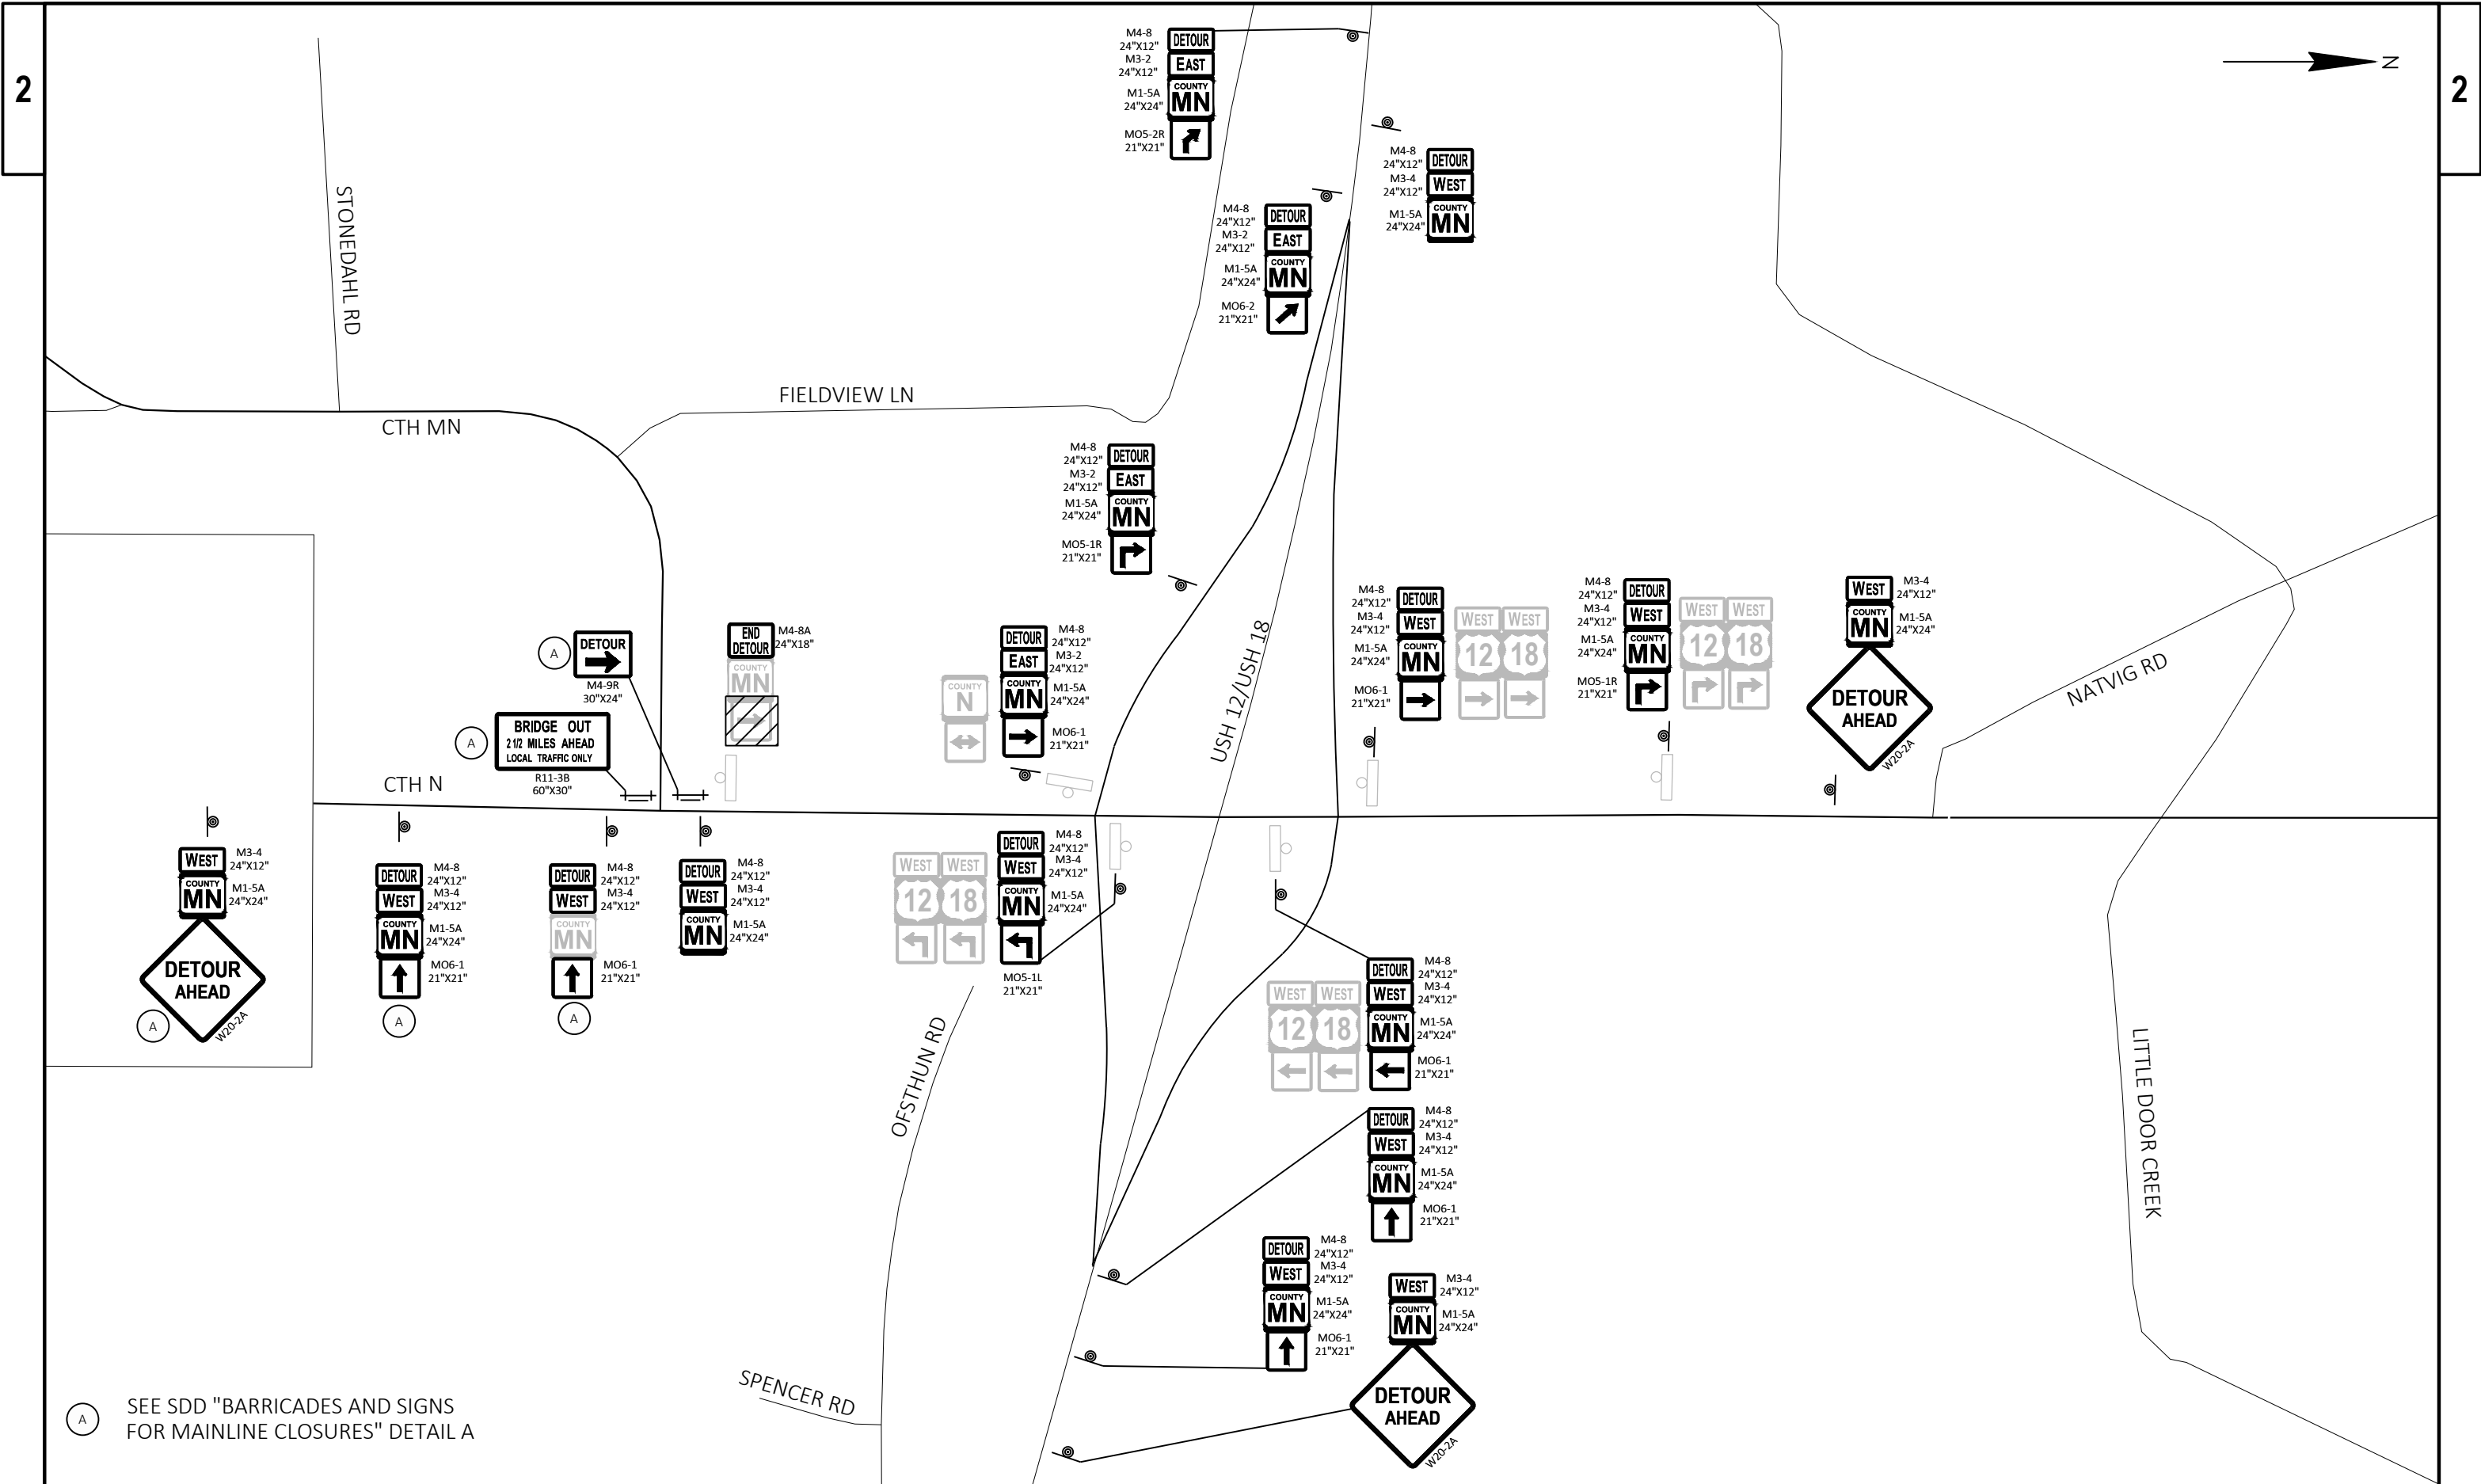 2
2
N
M4-8
24"X12"
M3-2
24"X12"
M1-5A
24"X24"
MO5-2R
21"X21"
DETOUR
EAST
COUNTY
MN
M4-8
24"X12"
M3-4
24"X12"
M1-5A
24"X24"
DETOUR
WEST
COUNTY
MN
M4-8
24"X12"
M3-2
24"X12"
M1-5A
24"X24"
MO6-2
21"X21"
DETOUR
EAST
COUNTY
MN
STONEDAHL RD
FIELDVIEW LN
CTH MN
M4-8
24"X12"
M3-2
24"X12"
M1-5A
24"X24"
MO5-1R
21"X21"
DETOUR
EAST
COUNTY
MN
USH 12/USH 18
A
DETOUR
M4-9R
30"X24"
A
BRIDGE OUT
2 1/2 MILES AHEAD
LOCAL TRAFFIC ONLY
R11-3B
60"X30"
END
DETOUR
COUNTY
MN
M4-8A
24"X18"
COUNTY
N
DETOUR
EAST
COUNTY
MN
M4-8
24"X12"
M3-2
24"X12"
M1-5A
24"X24"
MO6-1
21"X21"
M4-8
24"X12"
M3-4
24"X12"
M1-5A
24"X24"
MO6-1
21"X21"
DETOUR
WEST
COUNTY
MN
WEST WEST
12 18
M4-8
24"X12"
M3-4
24"X12"
M1-5A
24"X24"
MO5-1R
21"X21"
DETOUR
WEST
COUNTY
MN
WEST WEST
12 18
WEST
COUNTY
MN
M3-4
24"X12"
M1-5A
24"X24"
DETOUR
AHEAD
W20-2A
NATVIG RD
CTH N
WEST
COUNTY
MN
M3-4
24"X12"
M1-5A
24"X24"
DETOUR
AHEAD
W20-2A
A
DETOUR
WEST
COUNTY
MN
M4-8
24"X12"
M3-4
24"X12"
M1-5A
24"X24"
MO6-1
21"X21"
A
DETOUR
WEST
COUNTY
MN
M4-8
24"X12"
M3-4
24"X12"
MO6-1
21"X21"
A
DETOUR
WEST
COUNTY
MN
M4-8
24"X12"
M3-4
24"X12"
M1-5A
24"X24"
WEST WEST
12 18
DETOUR
WEST
COUNTY
MN
M4-8
24"X12"
M3-4
24"X12"
M1-5A
24"X24"
MO5-1L
21"X21"
WEST WEST
12 18
DETOUR
WEST
COUNTY
MN
M4-8
24"X12"
M3-4
24"X12"
M1-5A
24"X24"
MO6-1
21"X21"
OFSTHUN RD
LITTLE DOOR CREEK
DETOUR
WEST
COUNTY
MN
M4-8
24"X12"
M3-4
24"X12"
M1-5A
24"X24"
MO6-1
21"X21"
DETOUR
WEST
COUNTY
MN
M4-8
24"X12"
M3-4
24"X12"
M1-5A
24"X24"
MO6-1
21"X21"
WEST
COUNTY
MN
M3-4
24"X12"
M1-5A
24"X24"
DETOUR
AHEAD
W20-2A
SPENCER RD
A
SEE SDD "BARRICADES AND SIGNS
FOR MAINLINE CLOSURES" DETAIL A